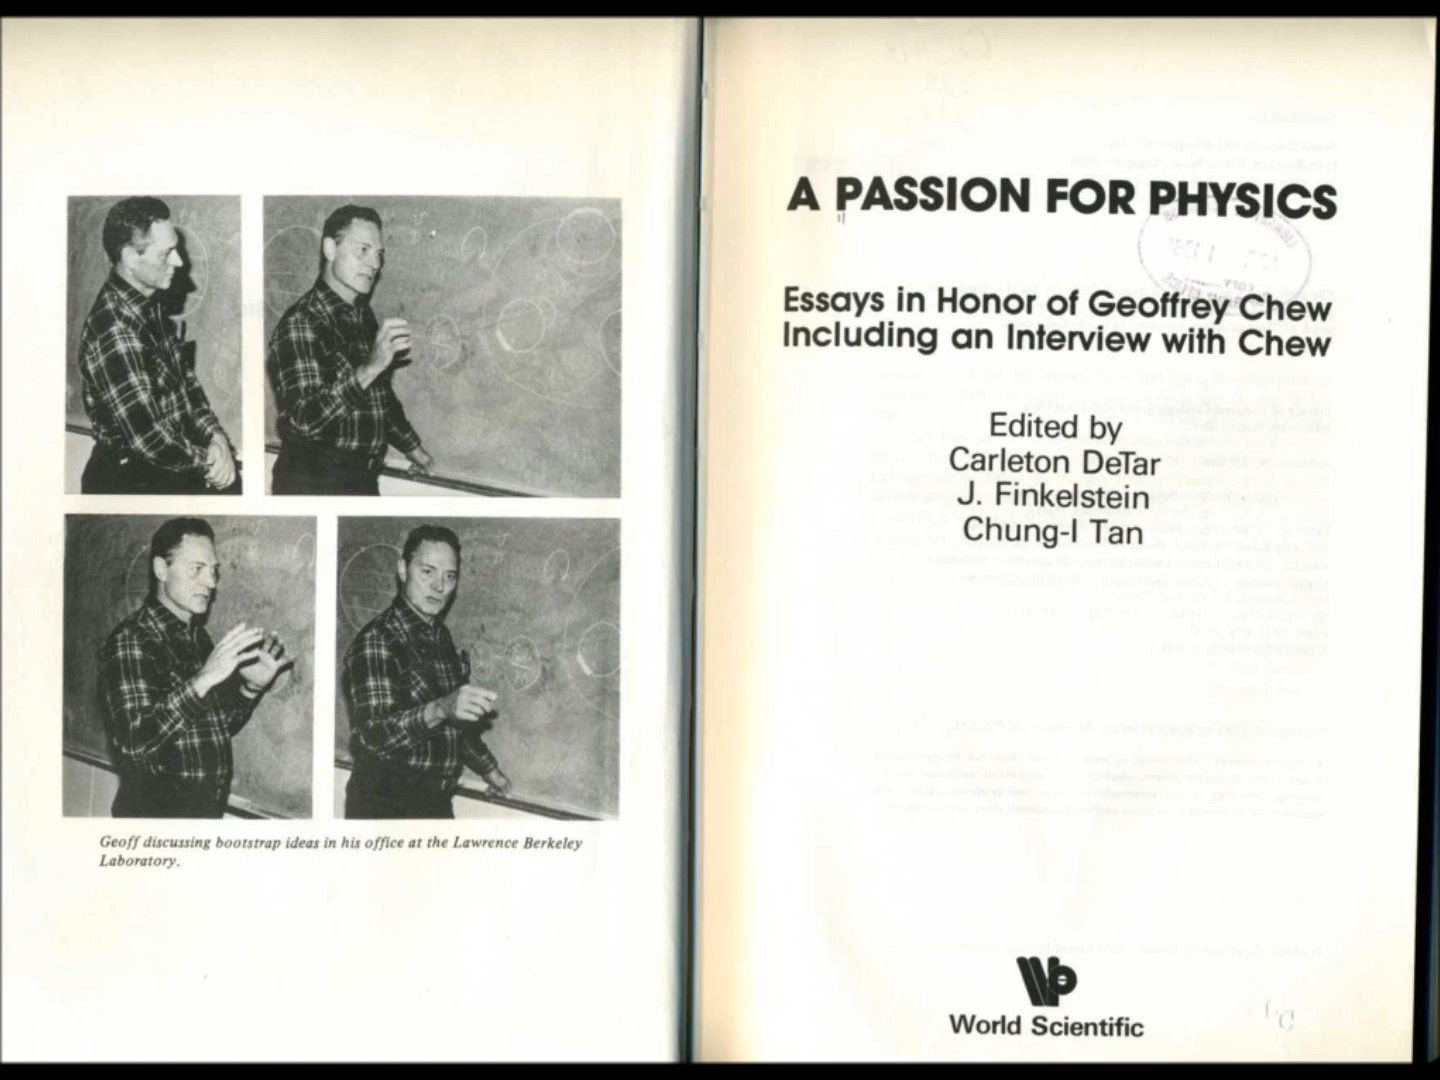 Geoff discussing bootstrap ideas in his office at the Lawrence Berkeley
Laboratory.
A PASSION FOR PHYSICS
Essays in Honor of Geoffrey Chew
Including an Interview with Chew
Edited by
Carleton DeTar
J. Finkelstein
Chung-I Tan
World Scientific